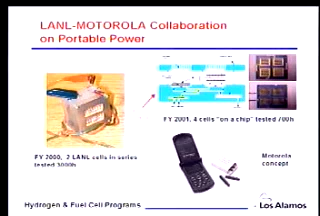 LANL-MOTOROLA Collaboration
on Portable Power
FY 2001, 4 cells "on a chip" tested 700h
FY 2000, 2 LANL cells in series
tested 3000h
Motorola
concept
Hydrogen & Fuel Cell Programs
Los Alamos